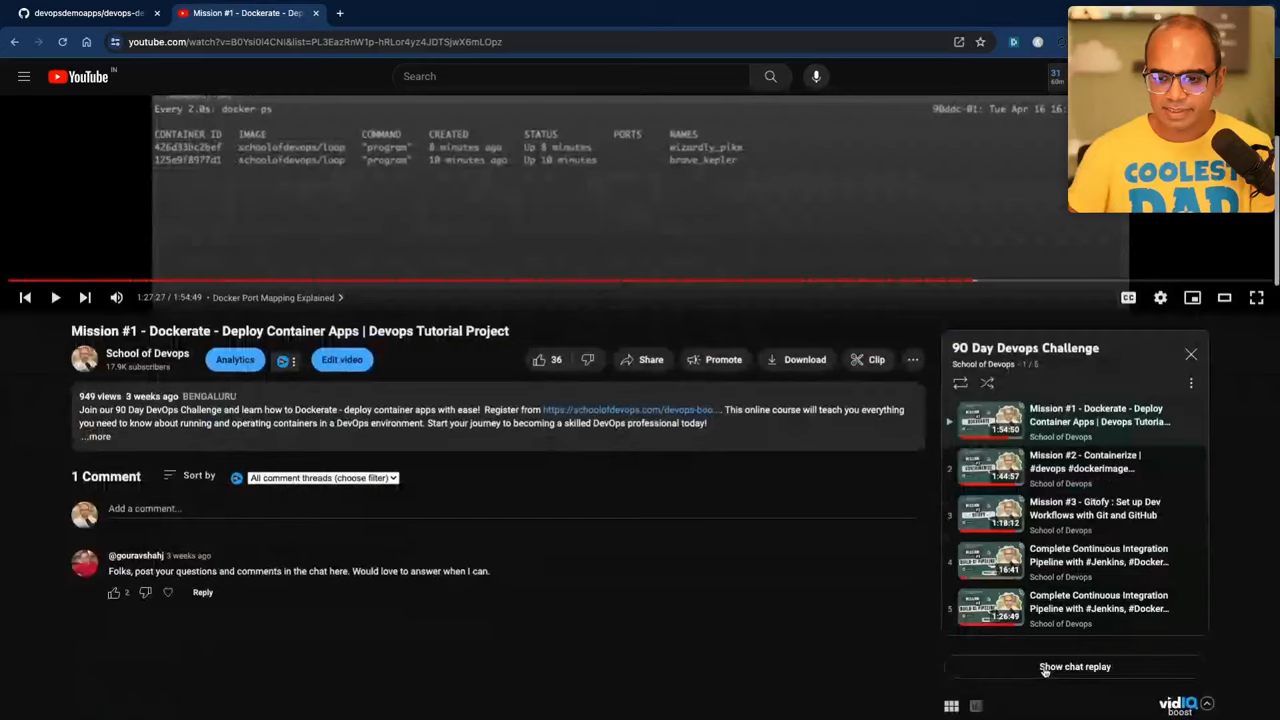 devopsdemoapps/devops-de
Mission #1 - Dockerate - Dep
youtube.com/watch?v=B0Ysi0l4CNI&list=PL3EazRnW1p-hRLor4yz4JDTSjwX6mLOpz
YouTube IN
Search
31
60m
COOLEST
DAD
Every 2.0s: docker ps
90ddc-01: Tue Apr 16 16:
CONTAINER ID IMAGE COMMAND CREATED STATUS PORTS NAMES
426d33bc2bef schoolofdevops/loop "program" 8 minutes ago Up 8 minutes wizardly_pike
125e9f8977d1 schoolofdevops/loop "program" 10 minutes ago Up 10 minutes brave_kepler
1:27:27 / 1:54:49 • Docker Port Mapping Explained
CC
Mission #1 - Dockerate - Deploy Container Apps | Devops Tutorial Project
School of Devops
17.9K subscribers
Analytics
Edit video
36
Share
Promote
Download
Clip
949 views 3 weeks ago BENGALURU
Join our 90 Day DevOps Challenge and learn how to Dockerate - deploy container apps with ease! Register from https://schoolofdevops.com/devops-boo... . This online course will teach you everything
you need to know about running and operating containers in a DevOps environment. Start your journey to becoming a skilled DevOps professional today!
...more
1 Comment
Sort by
All comment threads (choose filter)
Add a comment...
@gouravshahj 3 weeks ago
Folks, post your questions and comments in the chat here. Would love to answer when I can.
2
Reply
90 Day Devops Challenge
School of Devops - 1 / 5
Mission #1 - Dockerate - Deploy
Container Apps | Devops Tutoria...
School of Devops
1:54:50
2
Mission #2 - Containerize |
#devops #dockerimage...
School of Devops
1:44:57
3
Mission #3 - Gitofy : Set up Dev
Workflows with Git and GitHub
School of Devops
1:18:12
4
Complete Continuous Integration
Pipeline with #Jenkins, #Docker...
School of Devops
16:41
5
Complete Continuous Integration
Pipeline with #Jenkins, #Docker...
School of Devops
1:26:49
Show chat replay
vidIQ
boost